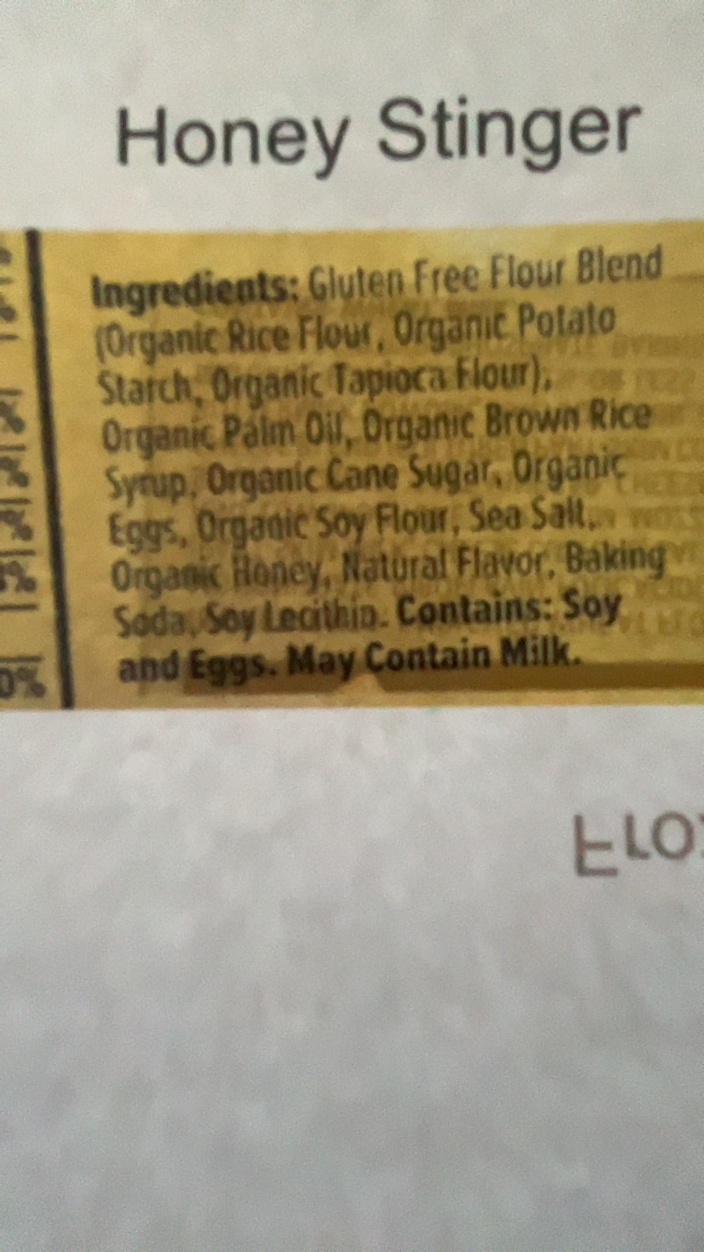 Honey Stinger
Ingredients: Gluten Free Flour Blend
(Organic Rice Flour, Organic Potato
Starch, Organic Tapioca Flour),
Organic Palm Oil, Organic Brown Rice
Syrup, Organic Cane Sugar, Organic
Eggs, Organic Soy Flour, Sea Salt,
Organic Honey, Natural Flavor, Baking
Soda, Soy Lecithin. Contains: Soy
and Eggs. May Contain Milk.
%
%
%
%
0%